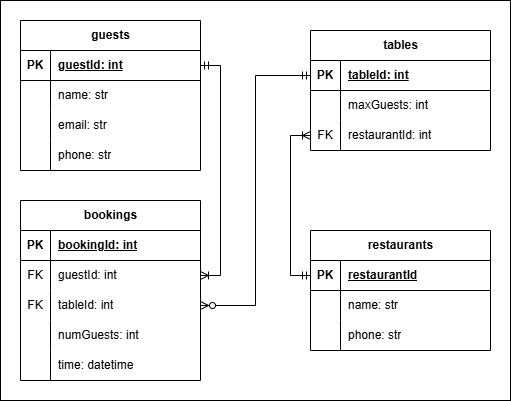 guests
PK guestId: int
name: str
email: str
phone: str
bookings
PK bookingId: int
FK guestId: int
FK tableId: int
numGuests: int
time: datetime
tables
PK tableId: int
maxGuests: int
FK restaurantId: int
restaurants
PK restaurantId
name: str
phone: str